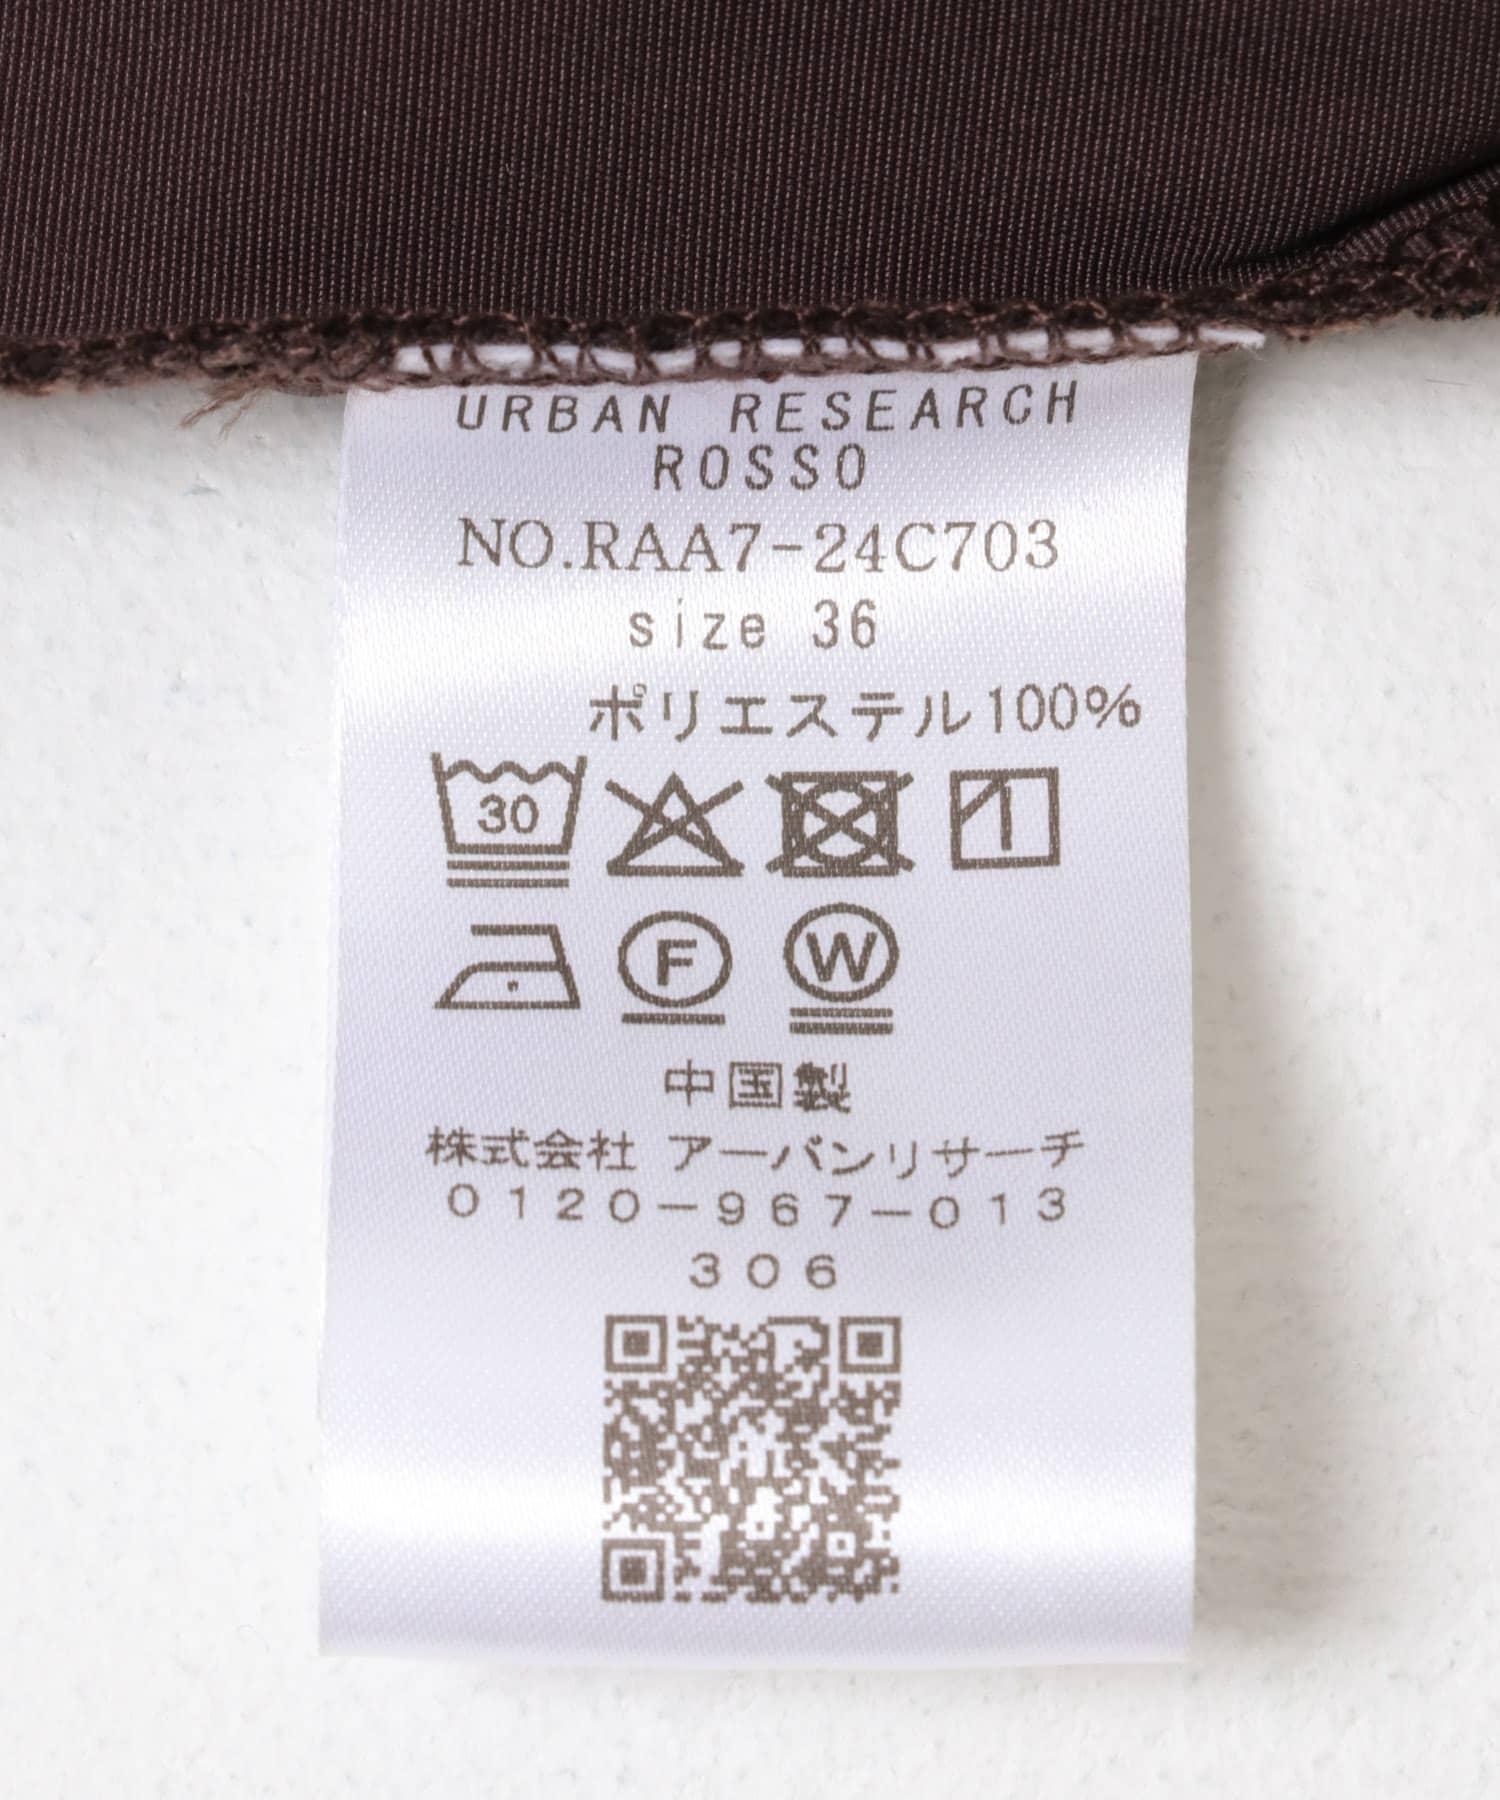 URBAN RESEARCH
ROSSO
NO.RAA7-24C703
size 36
ポリエステル100%
30
F W
中国製
株式会社 アーバンリサーチ
0120-967-013
306